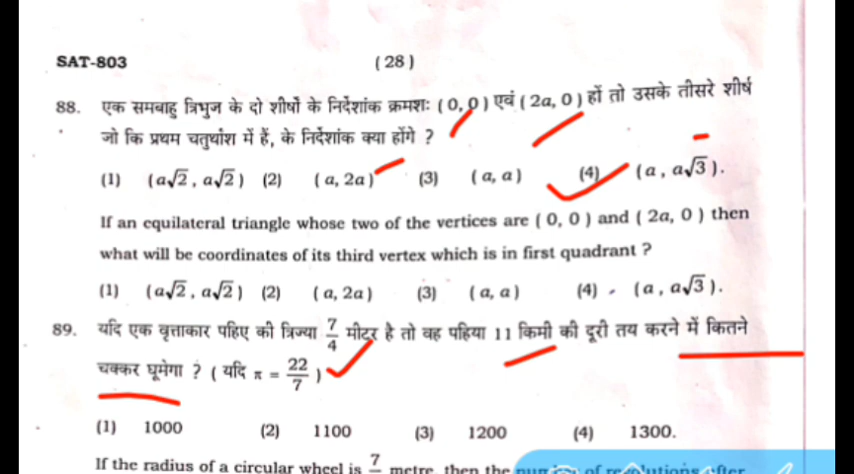 SAT-803 ( 28 )
88. एक समबाहु त्रिभुज के दो शीर्षों के निर्देशांक क्रमशः ( 0, 0 ) एवं ( 2a, 0 ) हों तो उसके तीसरे शीर्ष
जो कि प्रथम चतुर्थांश में हैं, के निर्देशांक क्या होंगे ?
(1) (a√2 , a√2 ) (2) ( a, 2a ) (3) ( a, a ) (4) (a , a√3 ).
If an equilateral triangle whose two of the vertices are ( 0, 0 ) and ( 2a, 0 ) then
what will be coordinates of its third vertex which is in first quadrant ?
(1) (a√2 , a√2 ) (2) ( a, 2a ) (3) ( a, a ) (4) (a , a√3 ).
89. यदि एक वृत्ताकार पहिए की त्रिज्या 7/4 मीटर है तो वह पहिया 11 किमी की दूरी तय करने में कितने
चक्कर घूमेगा ? ( यदि π = 22/7 )
(1) 1000 (2) 1100 (3) 1200 (4) 1300.
If the radius of a circular wheel is 7 metre, then the number of revolutions after